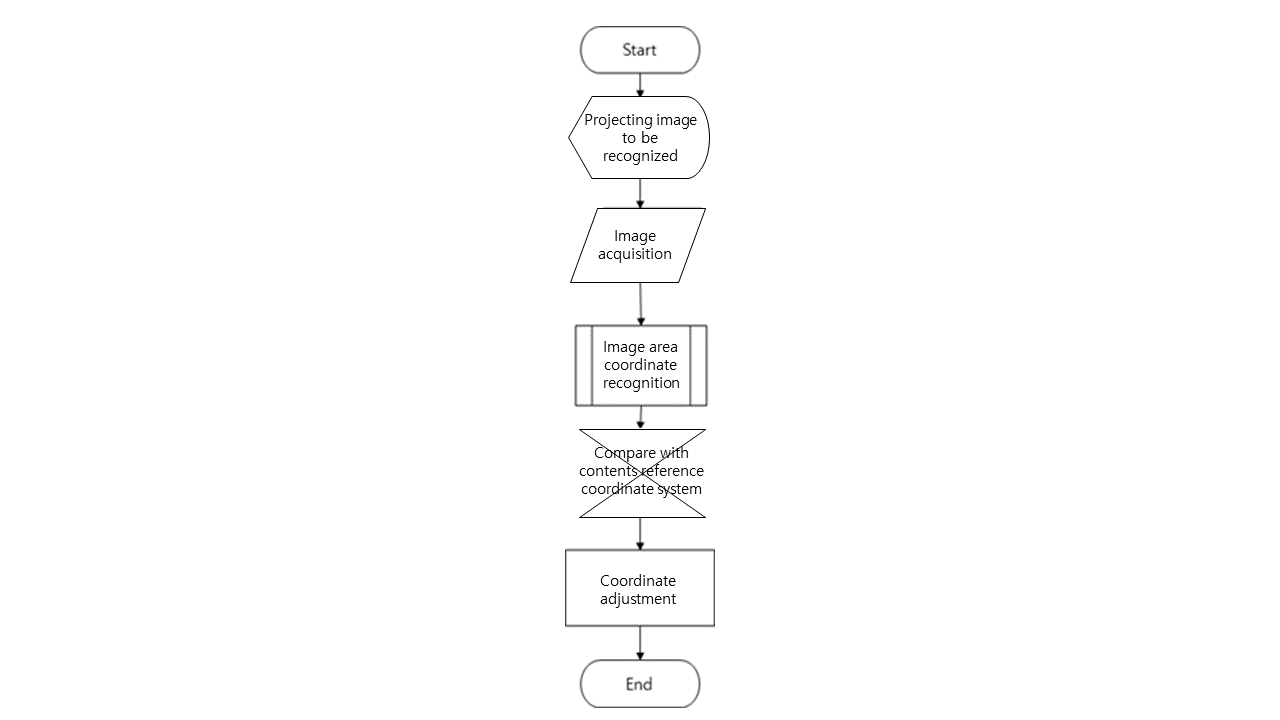 Start
Projecting image
to be
recognized
Image
acquisition
Image area
coordinate
recognition
Compare with
contents reference
coordinate system
Coordinate
adjustment
End